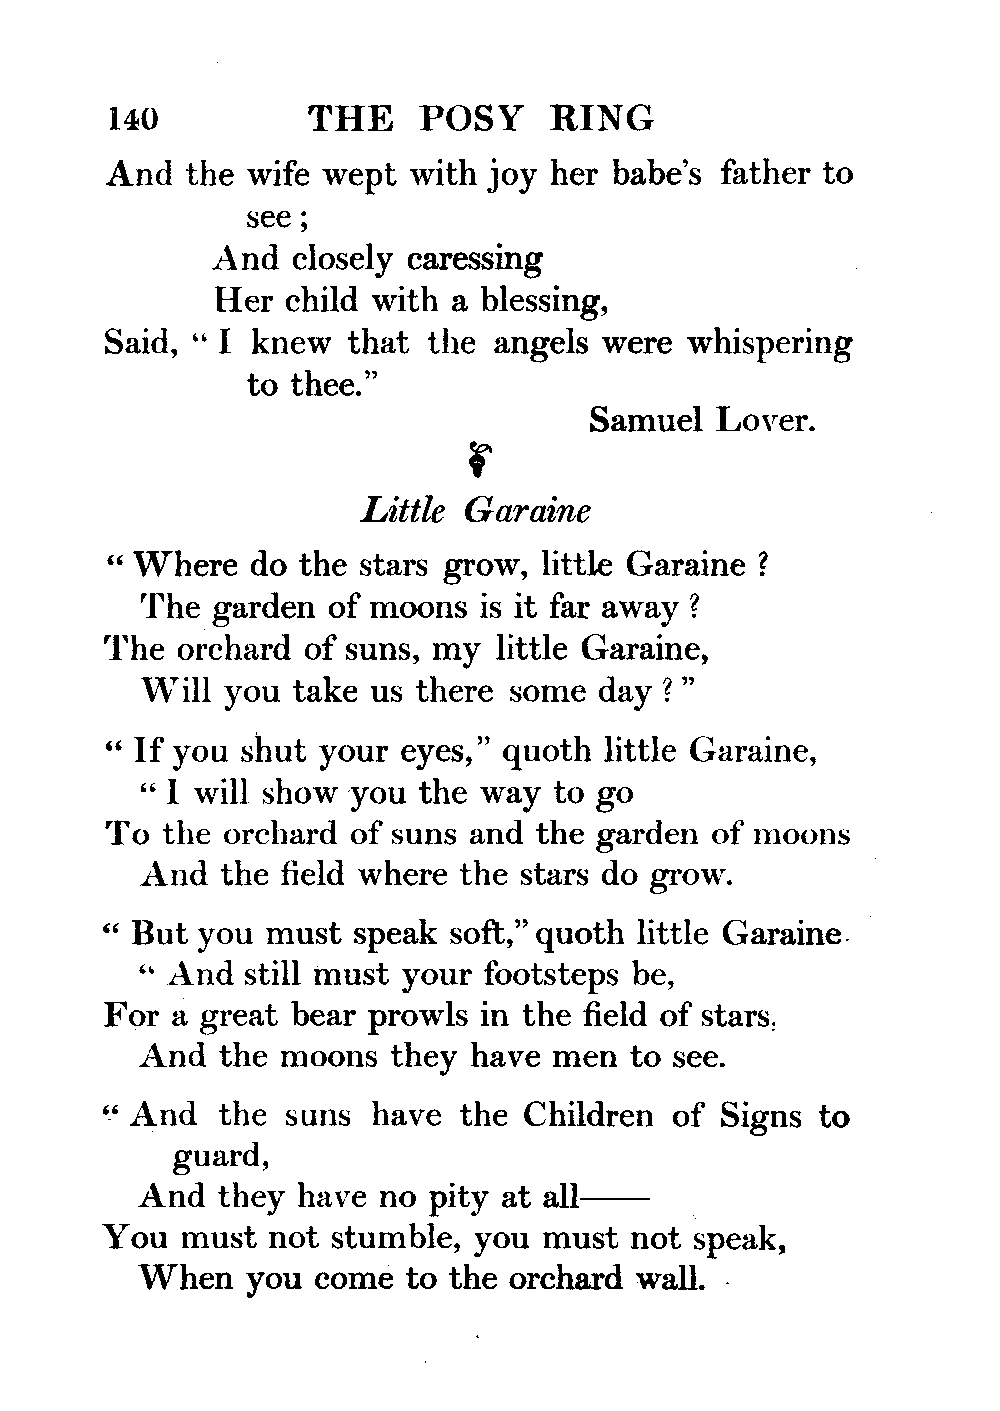 140 THE POSY RING
And the wife wept with joy her babe's father to
see ;
And closely caressing
Her child with a blessing,
Said, “ I knew that the angels were whispering
to thee.”
Samuel Lover.
Little Garaine
“ Where do the stars grow, little Garaine ?
The garden of moons is it far away ?
The orchard of suns, my little Garaine,
Will you take us there some day ? ”
“ If you shut your eyes,” quoth little Garaine,
“ I will show you the way to go
To the orchard of suns and the garden of moons
And the field where the stars do grow.
“ But you must speak soft,” quoth little Garaine.
“ And still must your footsteps be,
For a great bear prowls in the field of stars,
And the moons they have men to see.
“ And the suns have the Children of Signs to
guard,
And they have no pity at all——
You must not stumble, you must not speak,
When you come to the orchard wall.